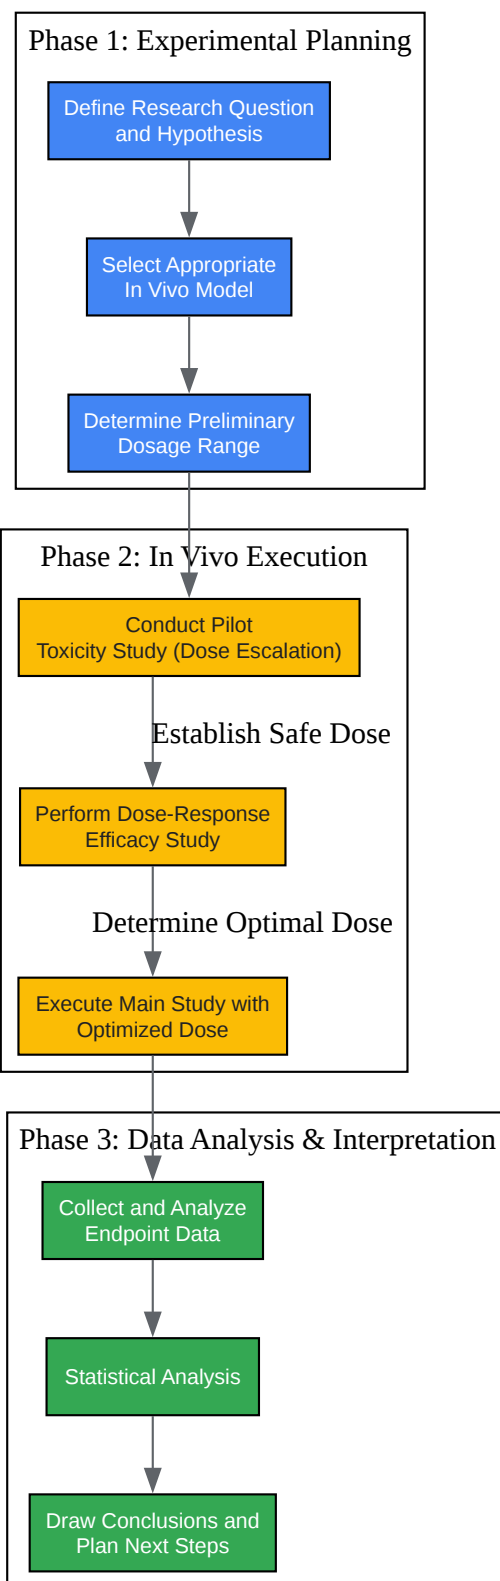 Phase 1: Experimental Planning
Define Research Question
and Hypothesis
Select Appropriate
In Vivo Model
Determine Preliminary
Dosage Range
Phase 2: In Vivo Execution
Conduct Pilot
Toxicity Study (Dose Escalation)
Establish Safe Dose
Perform Dose-Response
Efficacy Study
Determine Optimal Dose
Execute Main Study with
Optimized Dose
Phase 3: Data Analysis & Interpretation
Collect and Analyze
Endpoint Data
Statistical Analysis
Draw Conclusions and
Plan Next Steps